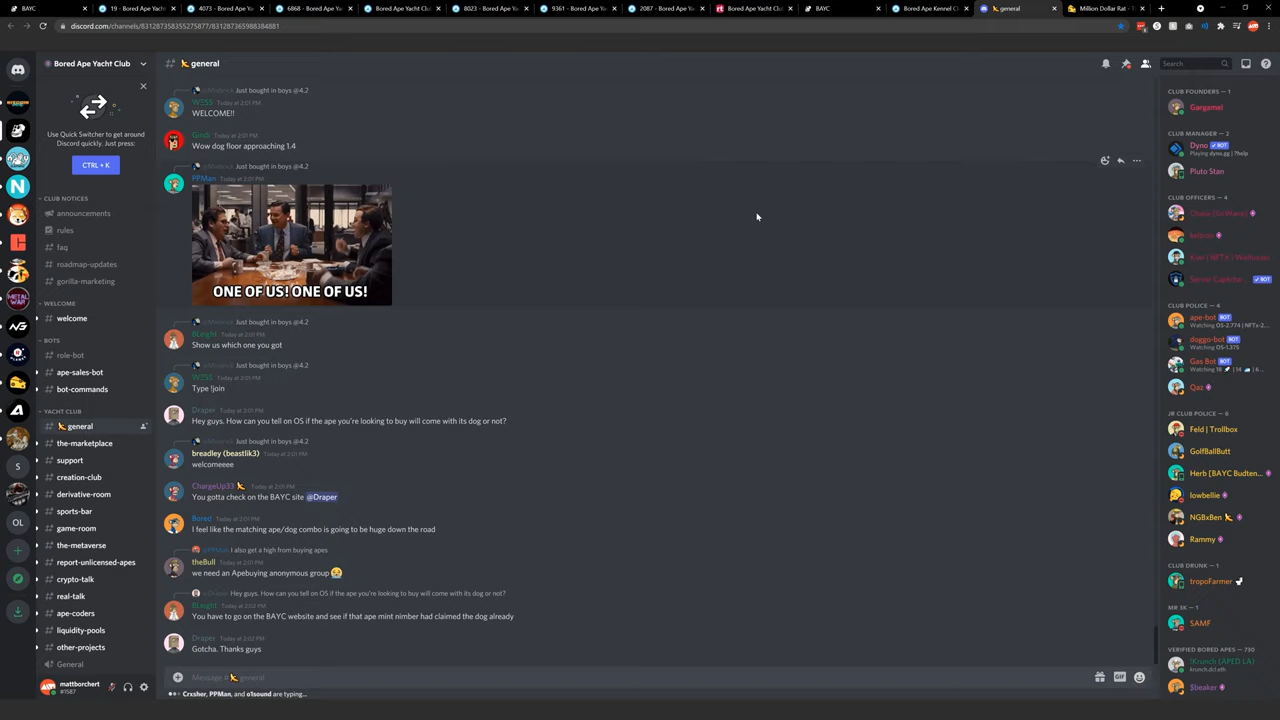 BAYC
19 - Bored Ape Ya
4073 - Bored Ape Ya
6868 - Bored Ape Ya
Bored Ape Yacht Club
8023 - Bored Ape Ya
9361 - Bored Ape Ya
2087 - Bored Ape Ya
Bored Ape Yacht Clu
BAYC
Bored Ape Kennel C
general
Million Dollar Rat - T
discord.com/channels/831287358355275877/831287365988384881
Bored Ape Yacht Club
general
Search
Use Quick Switcher to get around
Discord quickly. Just press:
CTRL + K
CLUB NOTICES
announcements
rules
faq
roadmap-updates
gorilla-marketing
WELCOME
welcome
BOTS
role-bot
ape-sales-bot
bot-commands
YACHT CLUB
general
the-marketplace
support
creation-club
derivative-room
sports-bar
game-room
the-metaverse
report-unlicensed-apes
crypto-talk
real-talk
ape-coders
liquidity-pools
other-projects
General
S
OL
S
OL
mattborchert
#1587
Just bought in boys @4.2
Today at 2:01 PM
WELCOME!!
Today at 2:01 PM
Wow dog floor approaching 1.4
Just bought in boys @4.2
PPMan Today at 2:01 PM
ONE OF US! ONE OF US!
Just bought in boys @4.2
BLeight Today at 2:01 PM
Show us which one you got
Just bought in boys @4.2
Today at 2:01 PM
Type !join
Draper Today at 2:01 PM
Hey guys. How can you tell on OS if the ape you're looking to buy will come with its dog or not?
Just bought in boys @4.2
breadley (beastlik3) Today at 2:01 PM
welcomeeee
ChargeUp33 Today at 2:01 PM
You gotta check on the BAYC site @Draper
Bored Today at 2:01 PM
I feel like the matching ape/dog combo is going to be huge down the road
@PPMan I also get a high from buying apes
theBull Today at 2:01 PM
we need an Apebuying anonymous group
@Draper Hey guys. How can you tell on OS if the ape you're looking to buy will come with its dog or not?
BLeight Today at 2:02 PM
You have to go on the BAYC website and see if that ape mint nimber had claimed the dog already
Draper Today at 2:02 PM
Gotcha. Thanks guys
Message # general
GIF
Crxsher, PPMan, and o1sound are typing...
CLUB FOUNDERS — 1
Gargamel
CLUB MANAGER — 2
Dyno BOT
Playing dyno.gg | ?help
Pluto Stan
CLUB OFFICERS — 4
BOT
CLUB POLICE — 4
ape-bot BOT
Watching OS-2.774 | NFTx-2...
doggo-bot BOT
Watching OS-1.375
Gas Bot BOT
Watching 18 | 14 | 6 ...
Qaz
JR CLUB POLICE — 6
Feld | Trollbox
GolfBallButt
Herb [BAYC Budten...
lowbellie
NGBxBen
Rammy
CLUB DRUNK — 1
tropoFarmer
MR 3K — 1
SAMF
VERIFIED BORED APES — 730
!Krunch (APED LA)
krunch.dcl.eth
$beaker